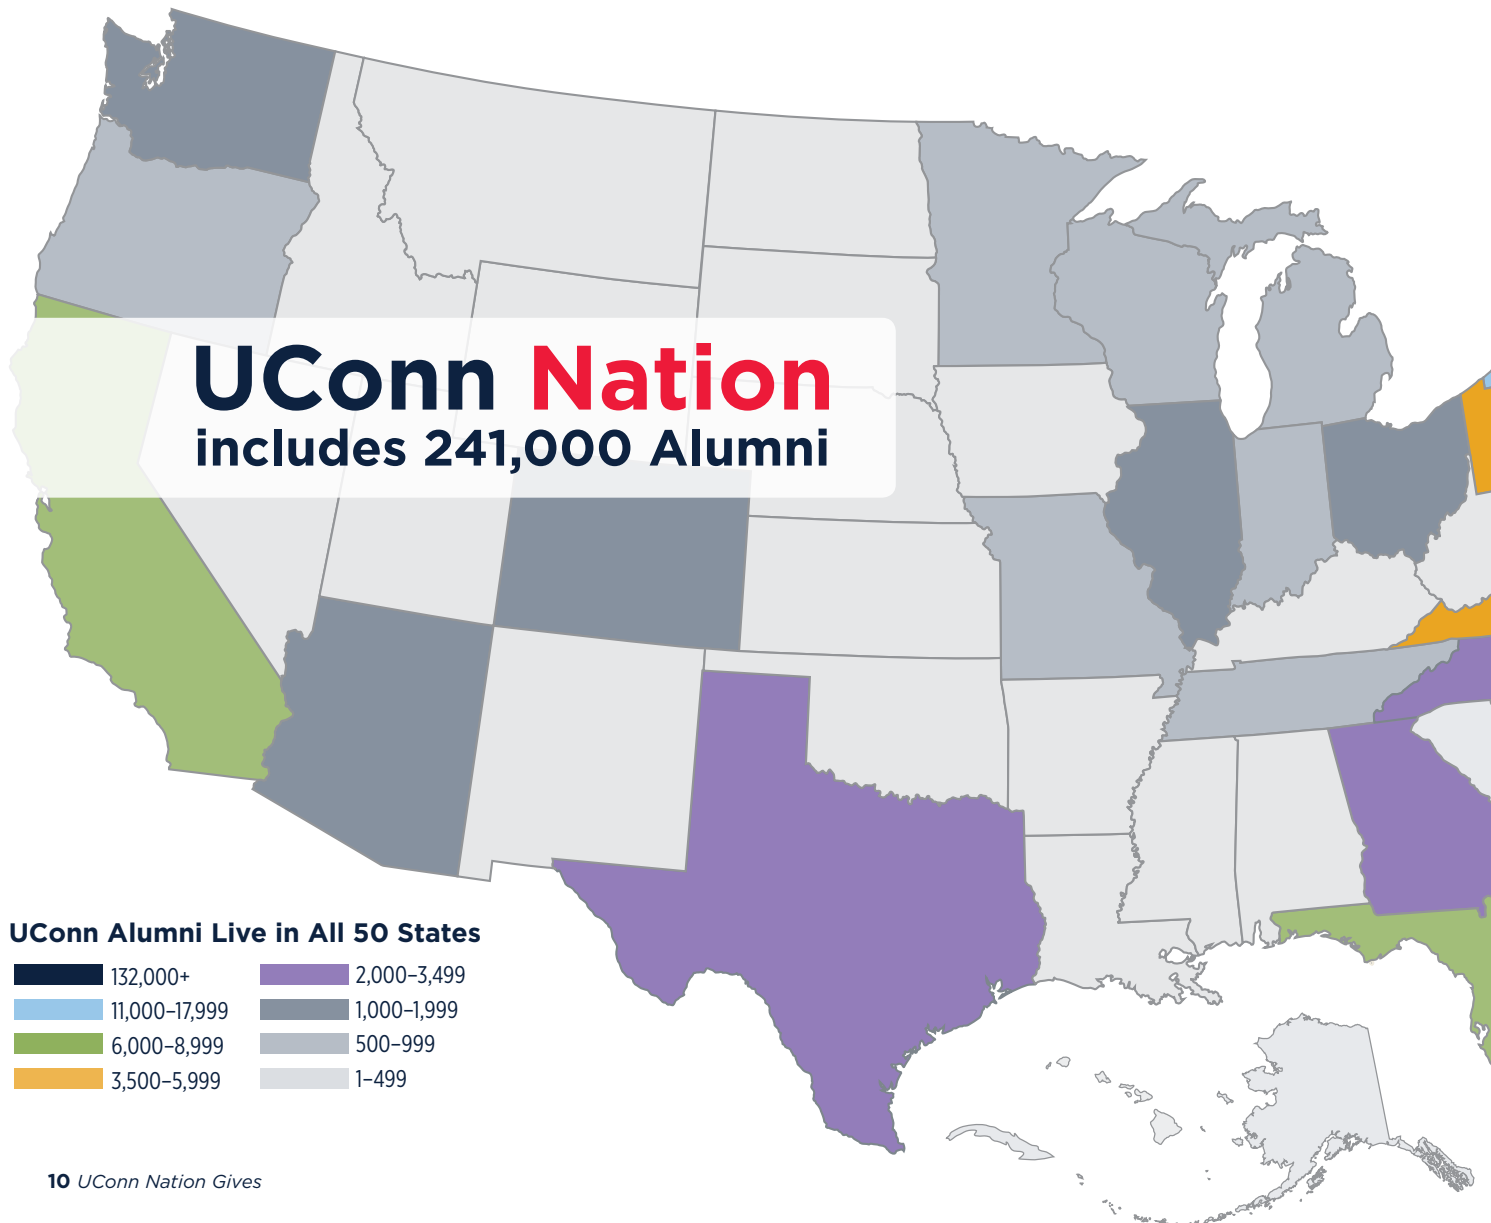 UConn Nation
includes 241,000 Alumni
UConn Alumni Live in All 50 States
132,000+
11,000–17,999
6,000–8,999
3,500–5,999
2,000–3,499
1,000–1,999
500–999
1–499
10 UConn Nation Gives